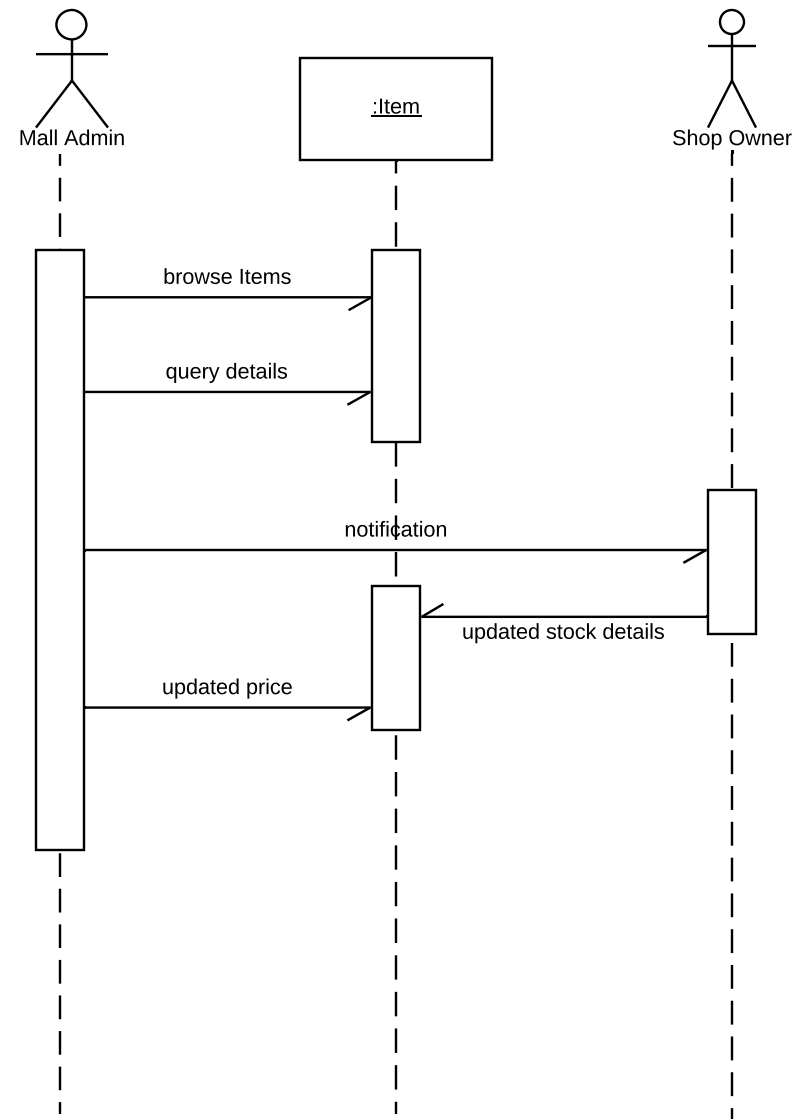 :Item
Mall Admin
Shop Owner
browse Items
query details
notification
updated stock details
updated price